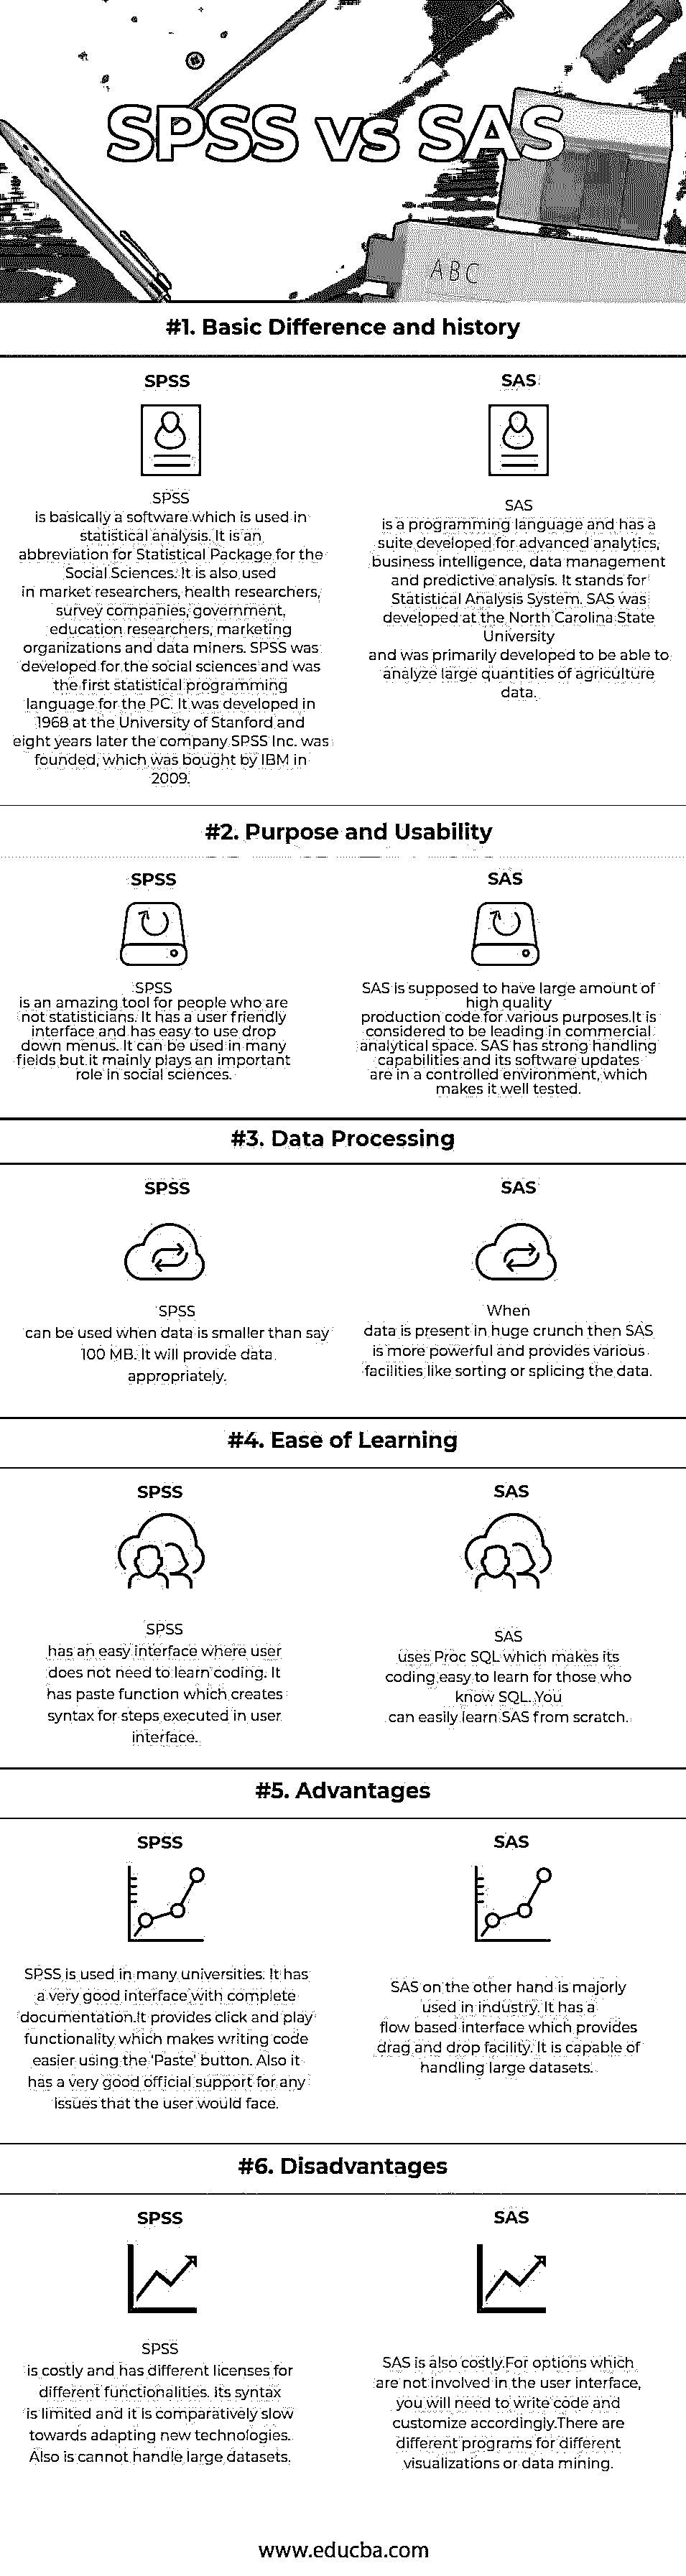 SPSS vs SAS
ABC
#1. Basic Difference and history
SPSS
SPSS
is basically a software which is used in
statistical analysis. It is an
abbreviation for Statistical Package for the
Social Sciences. It is also used
in market researchers, health researchers,
survey companies, government,
education researchers, marketing
organizations and data miners. SPSS was
developed for the social sciences and was
the first statistical programming
language for the PC. It was developed in
1968 at the University of Stanford and
eight years later the company SPSS Inc. was
founded, which was bought by IBM in
2009.
SAS
SAS
is a programming language and has a
suite developed for advanced analytics,
business intelligence, data management
and predictive analysis. It stands for
Statistical Analysis System. SAS was
developed at the North Carolina State
University
and was primarily developed to be able to
analyze large quantities of agriculture
data.
#2. Purpose and Usability
SPSS
SPSS
is an amazing tool for people who are
not statisticians. It has a user friendly
interface and has easy to use drop
down menus. It can be used in many
fields but it mainly plays an important
role in social sciences.
SAS
SAS is supposed to have large amount of
high quality
production code for various purposes.It is
considered to be leading in commercial
analytical space. SAS has strong handling
capabilities and its software updates
are in a controlled environment, which
makes it well tested.
#3. Data Processing
SPSS
SPSS
can be used when data is smaller than say
100 MB. It will provide data
appropriately.
SAS
When
data is present in huge crunch then SAS
is more powerful and provides various
facilities like sorting or splicing the data.
#4. Ease of Learning
SPSS
SPSS
has an easy interface where user
does not need to learn coding. It
has paste function which creates
syntax for steps executed in user
interface.
SAS
SAS
uses Proc SQL which makes its
coding easy to learn for those who
know SQL. You
can easily learn SAS from scratch.
#5. Advantages
SPSS
SPSS is used in many universities. It has
a very good interface with complete
documentation.It provides click and play
functionality which makes writing code
easier using the 'Paste' button. Also it
has a very good official support for any
issues that the user would face.
SAS
SAS on the other hand is majorly
used in industry. It has a
flow based interface which provides
drag and drop facility. It is capable of
handling large datasets.
#6. Disadvantages
SPSS
SPSS
is costly and has different licenses for
different functionalities. its syntax
is limited and it is comparatively slow
towards adapting new technologies.
Also is cannot handle large datasets.
SAS
SAS is also costly.For options which
are not involved in the user interface,
you will need to write code and
customize accordingly.There are
different programs for different
visualizations or data mining.
www.educba.com